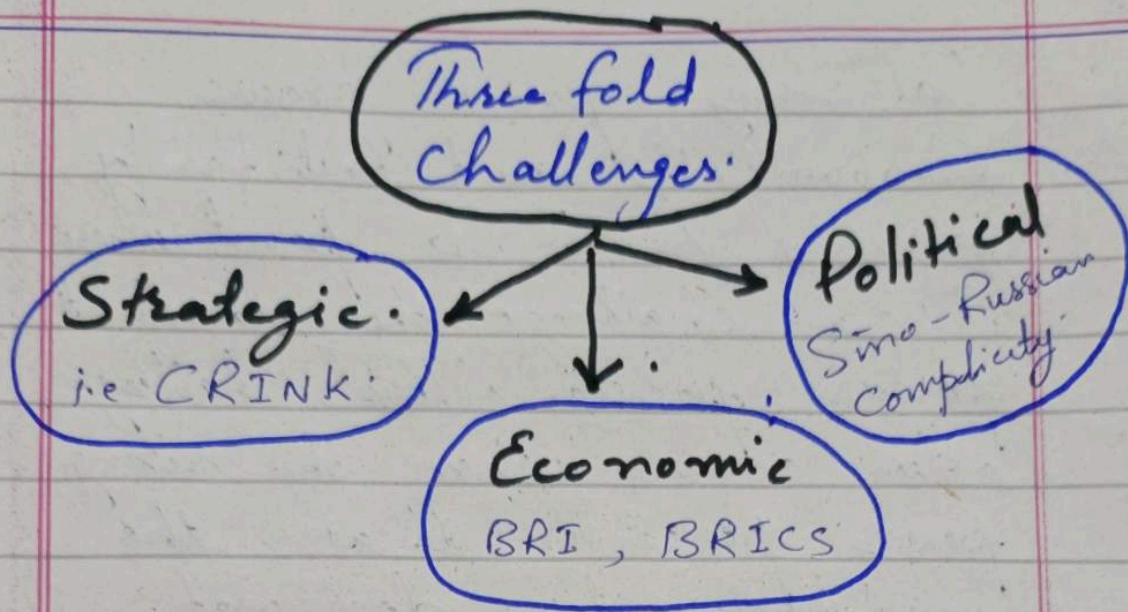 Three fold
Challenges.
Strategic.
i.e CRINK.
Economic
BRI, BRICS
Political
Sino-Russian
complicity.